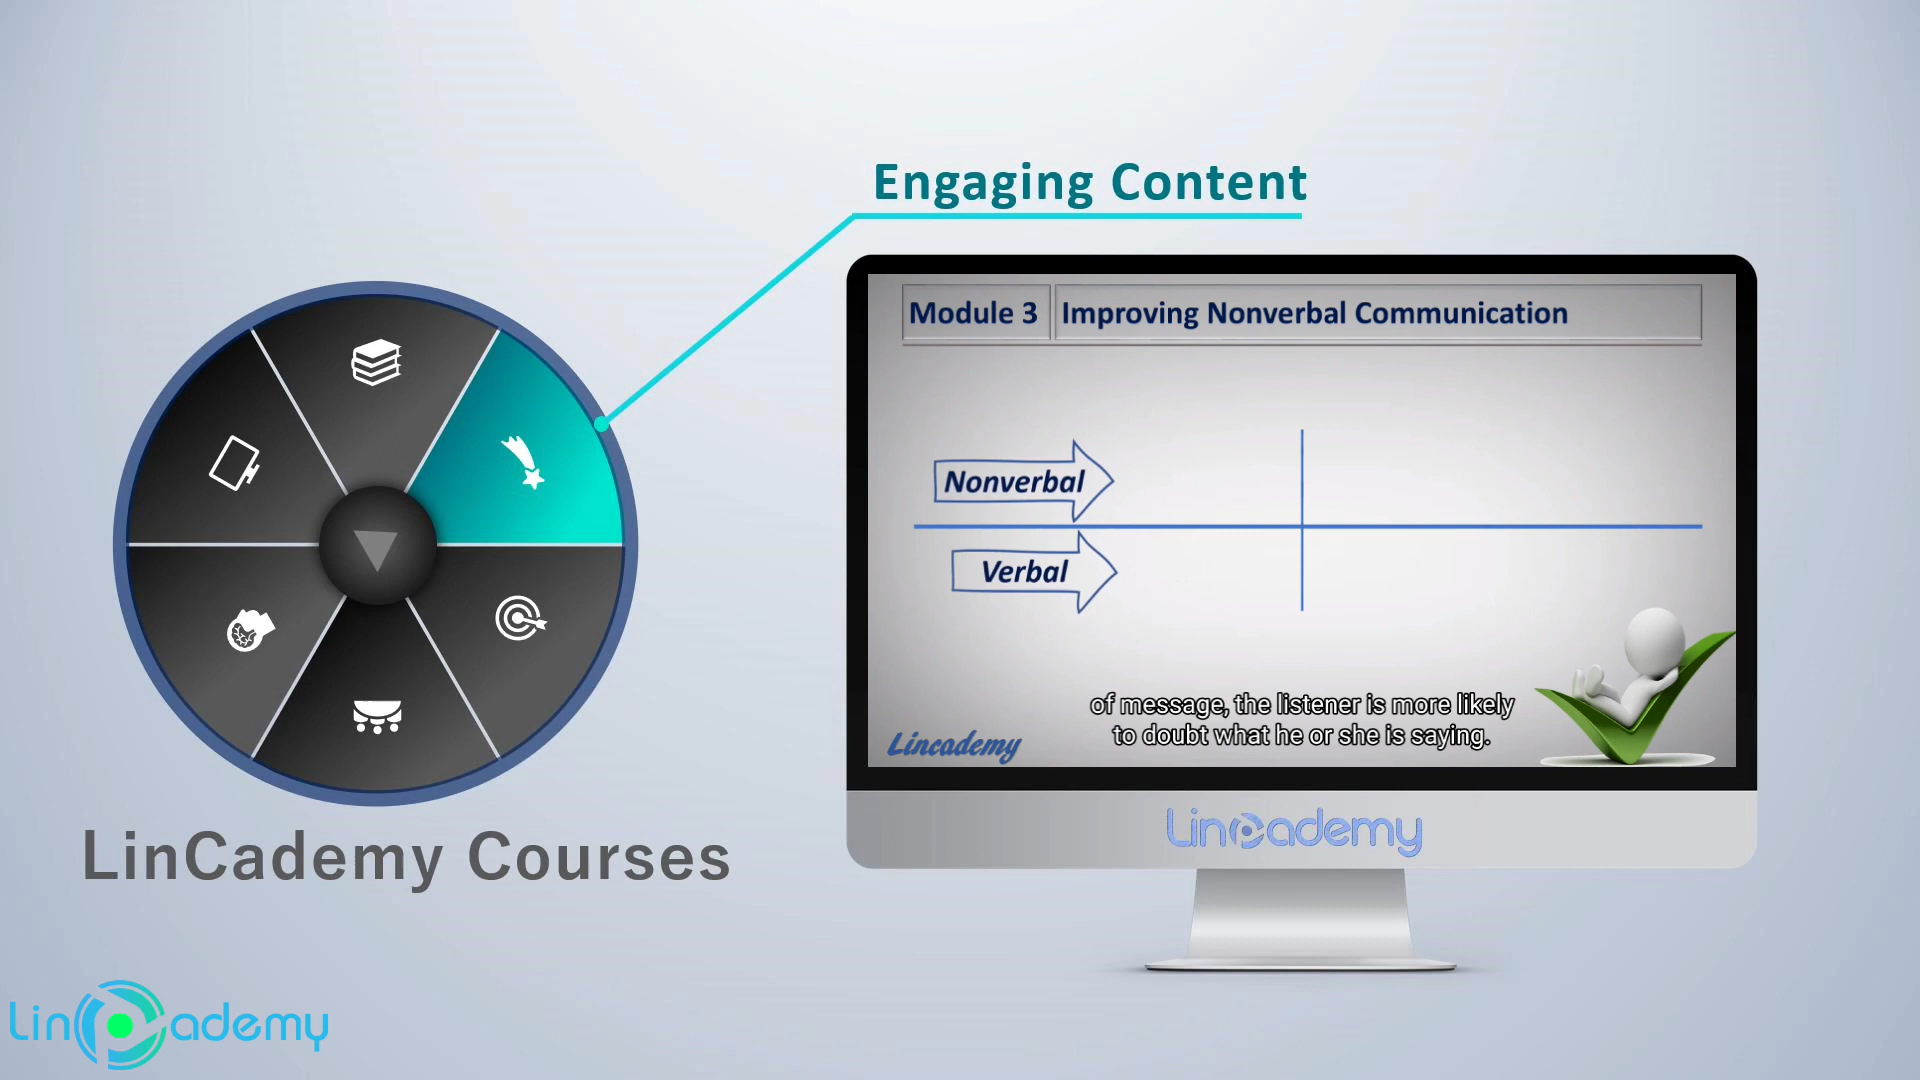 Engaging Content
Module 3
Improving Nonverbal Communication
Nonverbal
Verbal
of message, the listener is more likely
to doubt what he or she is saying.
Lincademy
LinCademy
LinCademy Courses
LinCademy